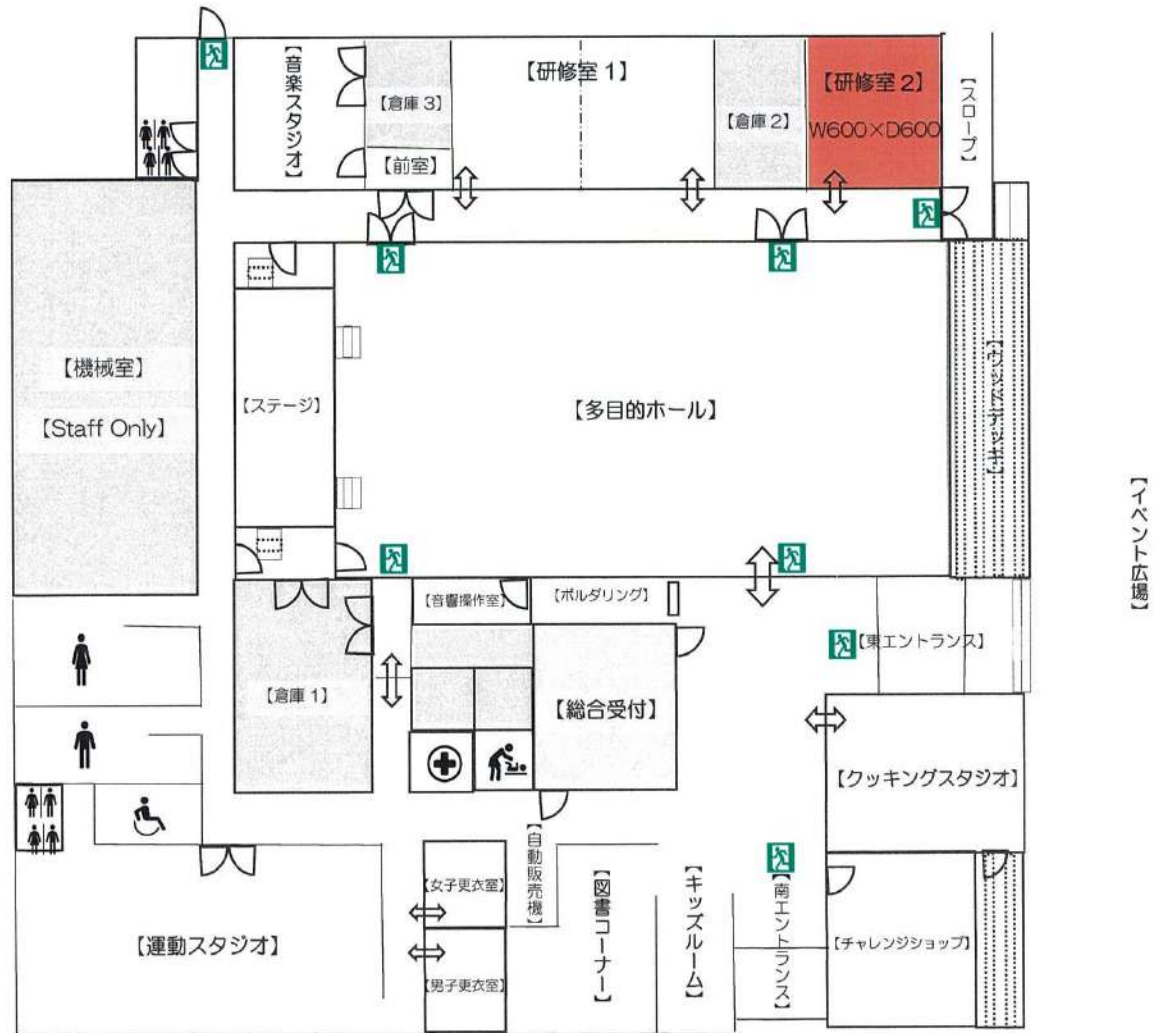 【音楽スタジオ】
【倉庫 3】
【前室】
【研修室 1】
【倉庫 2】
【研修室 2】
W600×D600
【スロープ】
【機械室】
【Staff Only】
【ステージ】
【多目的ホール】
【ウッドデッキ】
【イベント広場】
【音響操作室】
【ボルダリング】
【東エントランス】
【倉庫 1】
【総合受付】
【クッキングスタジオ】
【自動販売機】
【女子更衣室】
【図書コーナー】
【キッズルーム】
【南エントランス】
【運動スタジオ】
【男子更衣室】
【チャレンジショップ】